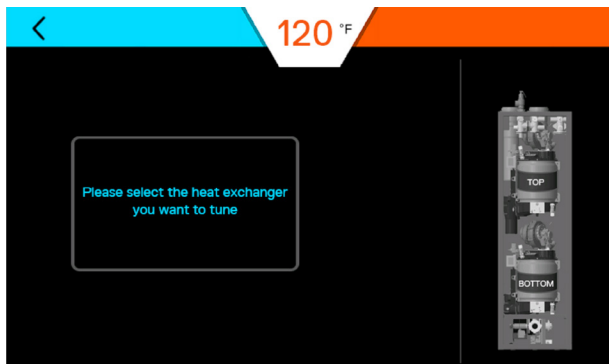 120 °F
Please select the heat exchanger
you want to tune
TOP
BOTTOM